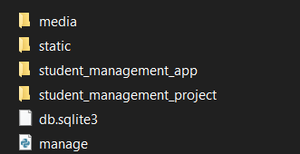 media
static
student_management_app
student_management_project
db.sqlite3
manage